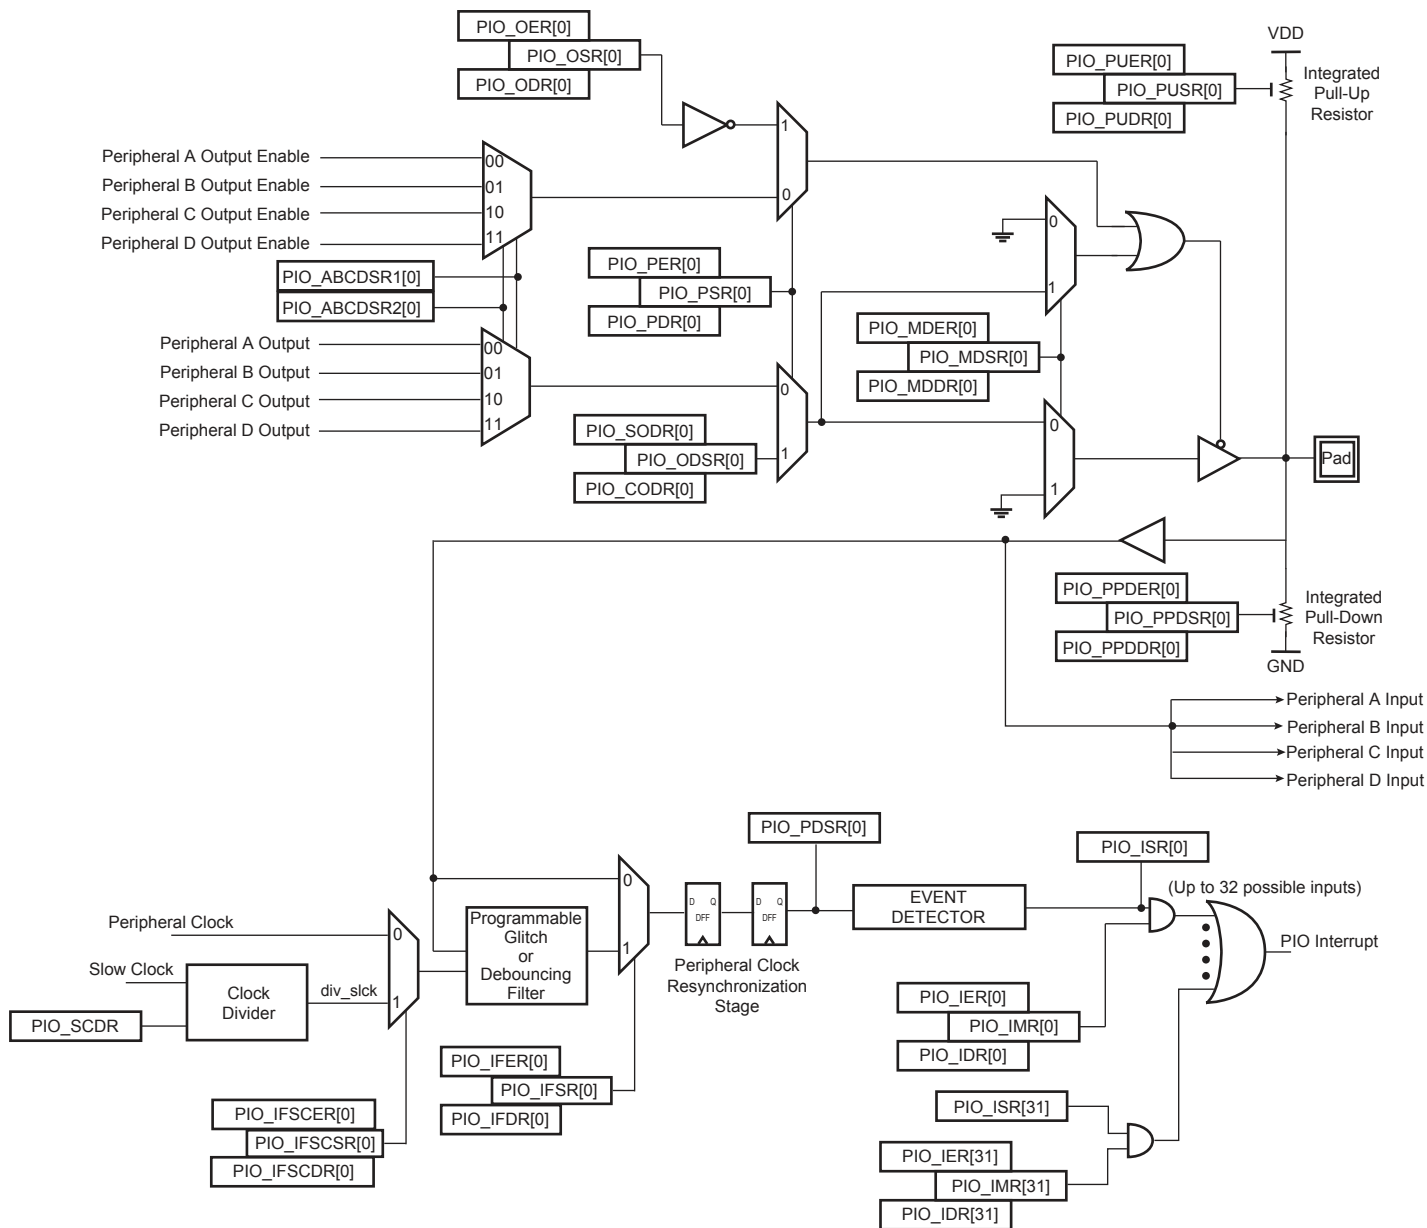 PIO_OER[0]
PIO_OSR[0]
PIO_ODR[0]
VDD
PIO_PUER[0]
PIO_PUSR[0]
PIO_PUDR[0]
Integrated
Pull-Up
Resistor
1
0
Peripheral A Output Enable
Peripheral B Output Enable
Peripheral C Output Enable
Peripheral D Output Enable
00
01
10
11
PIO_ABCDSR1[0]
PIO_ABCDSR2[0]
PIO_PER[0]
PIO_PSR[0]
PIO_PDR[0]
0
1
PIO_MDER[0]
PIO_MDSR[0]
PIO_MDDR[0]
Peripheral A Output
Peripheral B Output
Peripheral C Output
Peripheral D Output
00
01
10
11
0
1
PIO_SODR[0]
PIO_ODSR[0]
PIO_CODR[0]
0
1
Pad
PIO_PPDER[0]
PIO_PPDSR[0]
PIO_PPDDR[0]
Integrated
Pull-Down
Resistor
GND
Peripheral A Input
Peripheral B Input
Peripheral C Input
Peripheral D Input
PIO_PDSR[0]
PIO_ISR[0]
(Up to 32 possible inputs)
0
1
D Q
DFF
D Q
DFF
EVENT
DETECTOR
PIO Interrupt
Peripheral Clock
Resynchronization
Stage
Peripheral Clock
Slow Clock
Clock
Divider
div_slck
PIO_SCDR
0
1
Programmable
Glitch
or
Debouncing
Filter
PIO_IER[0]
PIO_IMR[0]
PIO_IDR[0]
PIO_IFER[0]
PIO_IFSR[0]
PIO_IFDR[0]
PIO_IFSCER[0]
PIO_IFSCSR[0]
PIO_IFSCDR[0]
PIO_ISR[31]
PIO_IER[31]
PIO_IMR[31]
PIO_IDR[31]